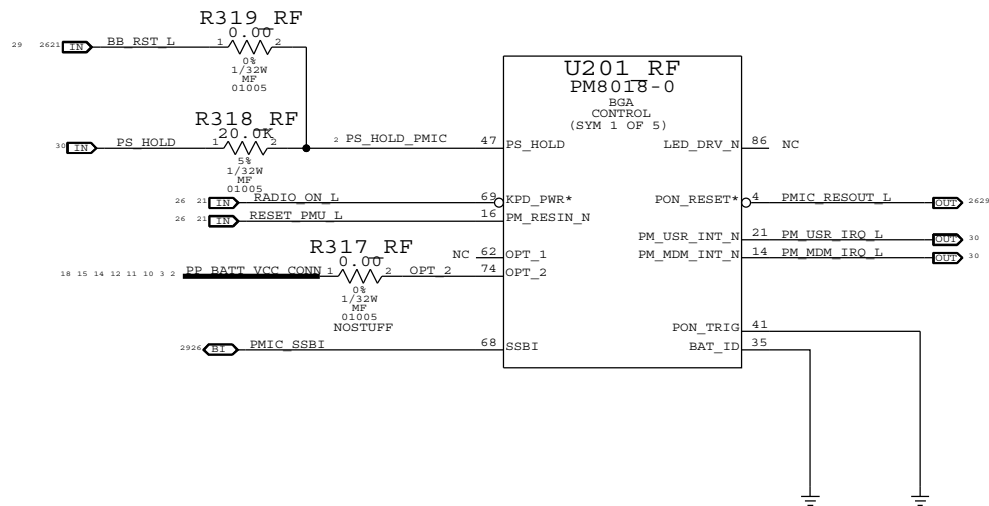 R319_RF
0.00
29 2621 IN BB_RST_L 1 2
0%
1/32W
MF
01005
R318_RF
20.0K
30 IN PS_HOLD 1 2
5%
1/32W
MF
01005
2 PS_HOLD_PMIC 47 PS_HOLD
U201_RF
PM8018-0
BGA
CONTROL
(SYM 1 OF 5)
LED_DRV_N 86 NC
26 21 IN RADIO_ON_L 69 KPD_PWR*
26 21 IN RESET_PMU_L 16 PM_RESIN_N
PON_RESET* 4 PMIC_RESOUT_L OUT 2629
PM_USR_INT_N 21 PM_USR_IRQ_L OUT 30
PM_MDM_INT_N 14 PM_MDM_IRQ_L OUT 30
R317_RF
0.00
NC 62 OPT_1
18 15 14 12 11 10 3 2 PP_BATT_VCC_CONN 1 2 OPT_2 74 OPT_2
0%
1/32W
MF
01005
NOSTUFF
PON_TRIG 41
BAT_ID 35
2926 BI PMIC_SSBI 68 SSBI